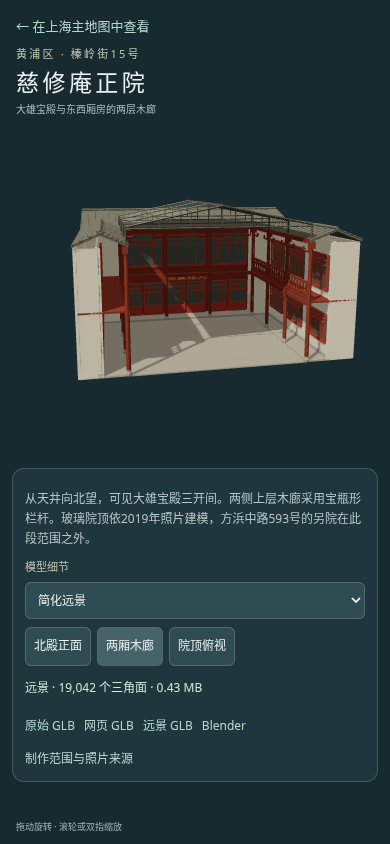 ← 在上海主地图中查看
黄浦区 · 榛岭街15号
慈修庵正院
大雄宝殿与东西厢房的两层木廊
从天井向北望，可见大雄宝殿三开间。两侧上层木廊采用宝瓶形
栏杆。玻璃院顶依2019年照片建模，方浜中路593号的另院在此
段范围之外。
模型细节
简化远景
北殿正面 两厢木廊 院顶俯视
远景 · 19,042 个三角面 · 0.43 MB
原始 GLB 网页 GLB 远景 GLB Blender
制作范围与照片来源
拖动旋转 · 滚轮或双指缩放